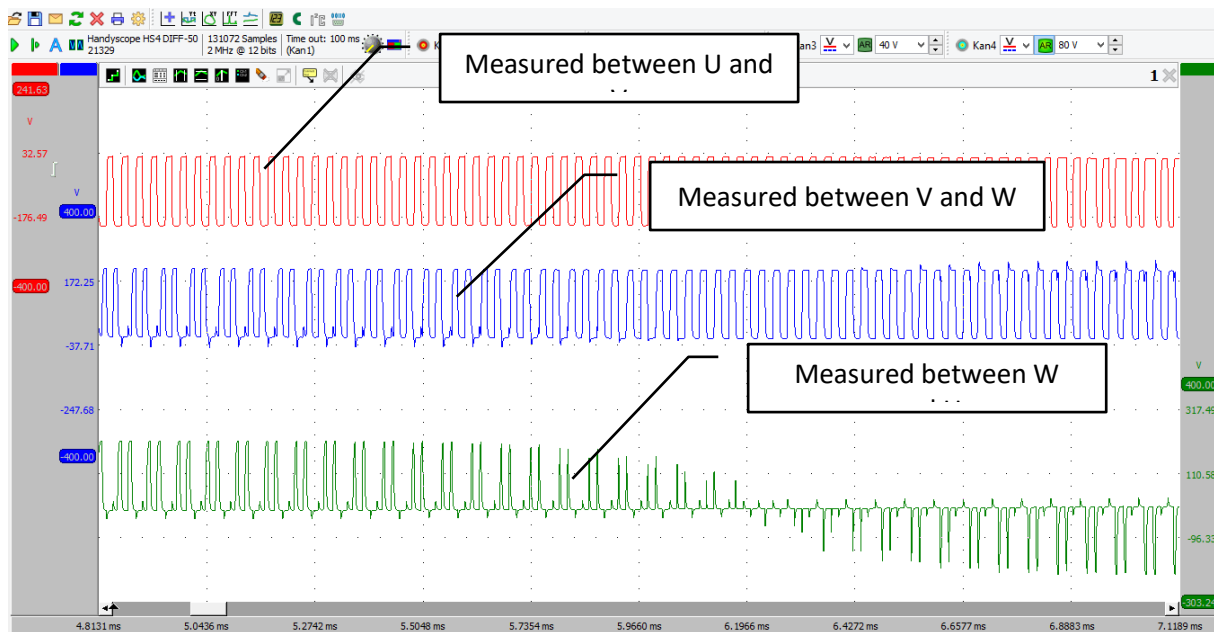 Handyscope HS4 DIFF-50
21329
131072 Samples
2 MHz @ 12 bits
Time out: 100 ms
(Kan1)
Kan3
AR
40 V
Kan4
AR
80 V
Measured between U and
1
241.63
V
32.57
-176.49
-400.00
V
400.00
172.25
-37.71
-247.68
-400.00
Measured between V and W
Measured between W
V
400.00
317.49
110.58
-96.33
-303.24
4.8131 ms
5.0436 ms
5.2742 ms
5.5048 ms
5.7354 ms
5.9660 ms
6.1966 ms
6.4272 ms
6.6577 ms
6.8883 ms
7.1189 ms